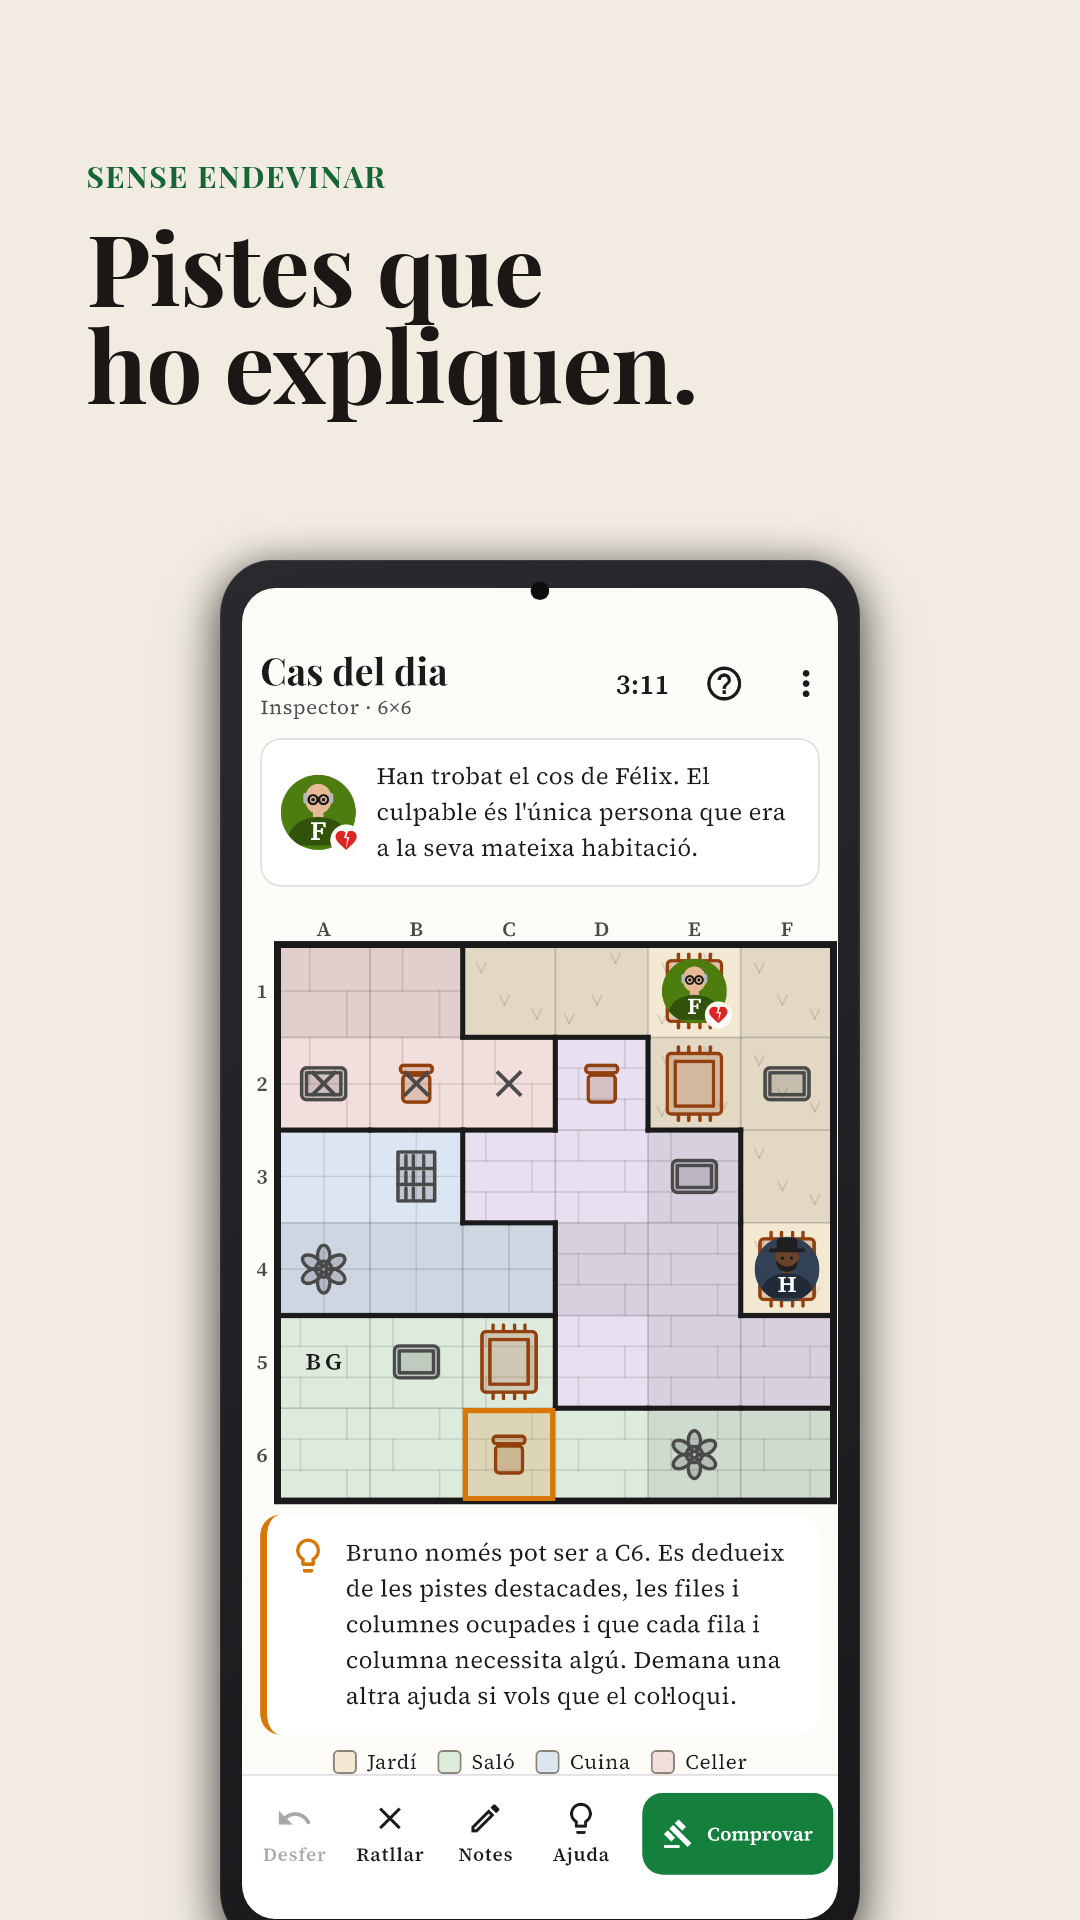 SENSE ENDEVINAR
Pistes que
ho expliquen.
Cas del dia
Inspector · 6×6
3:11
F
Han trobat el cos de Félix. El
culpable és l'única persona que era
a la seva mateixa habitació.
A B C D E F
1
F
2
3
4
H
5
BG
6
Bruno només pot ser a C6. Es dedueix
de les pistes destacades, les files i
columnes ocupades i que cada fila i
columna necessita algú. Demana una
altra ajuda si vols que el col·loqui.
Jardí Saló Cuina Celler
Desfer Ratllar Notes Ajuda Comprovar